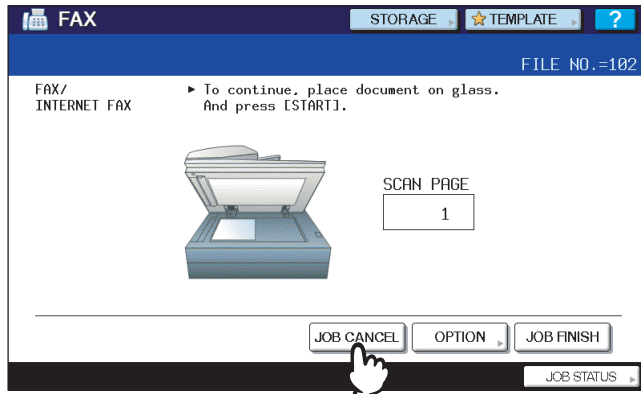 FAX
STORAGE
TEMPLATE
?
FILE NO.=102
FAX/
INTERNET FAX
► To continue, place document on glass.
And press [START].
SCAN PAGE
1
JOB CANCEL
OPTION
JOB FINISH
JOB STATUS